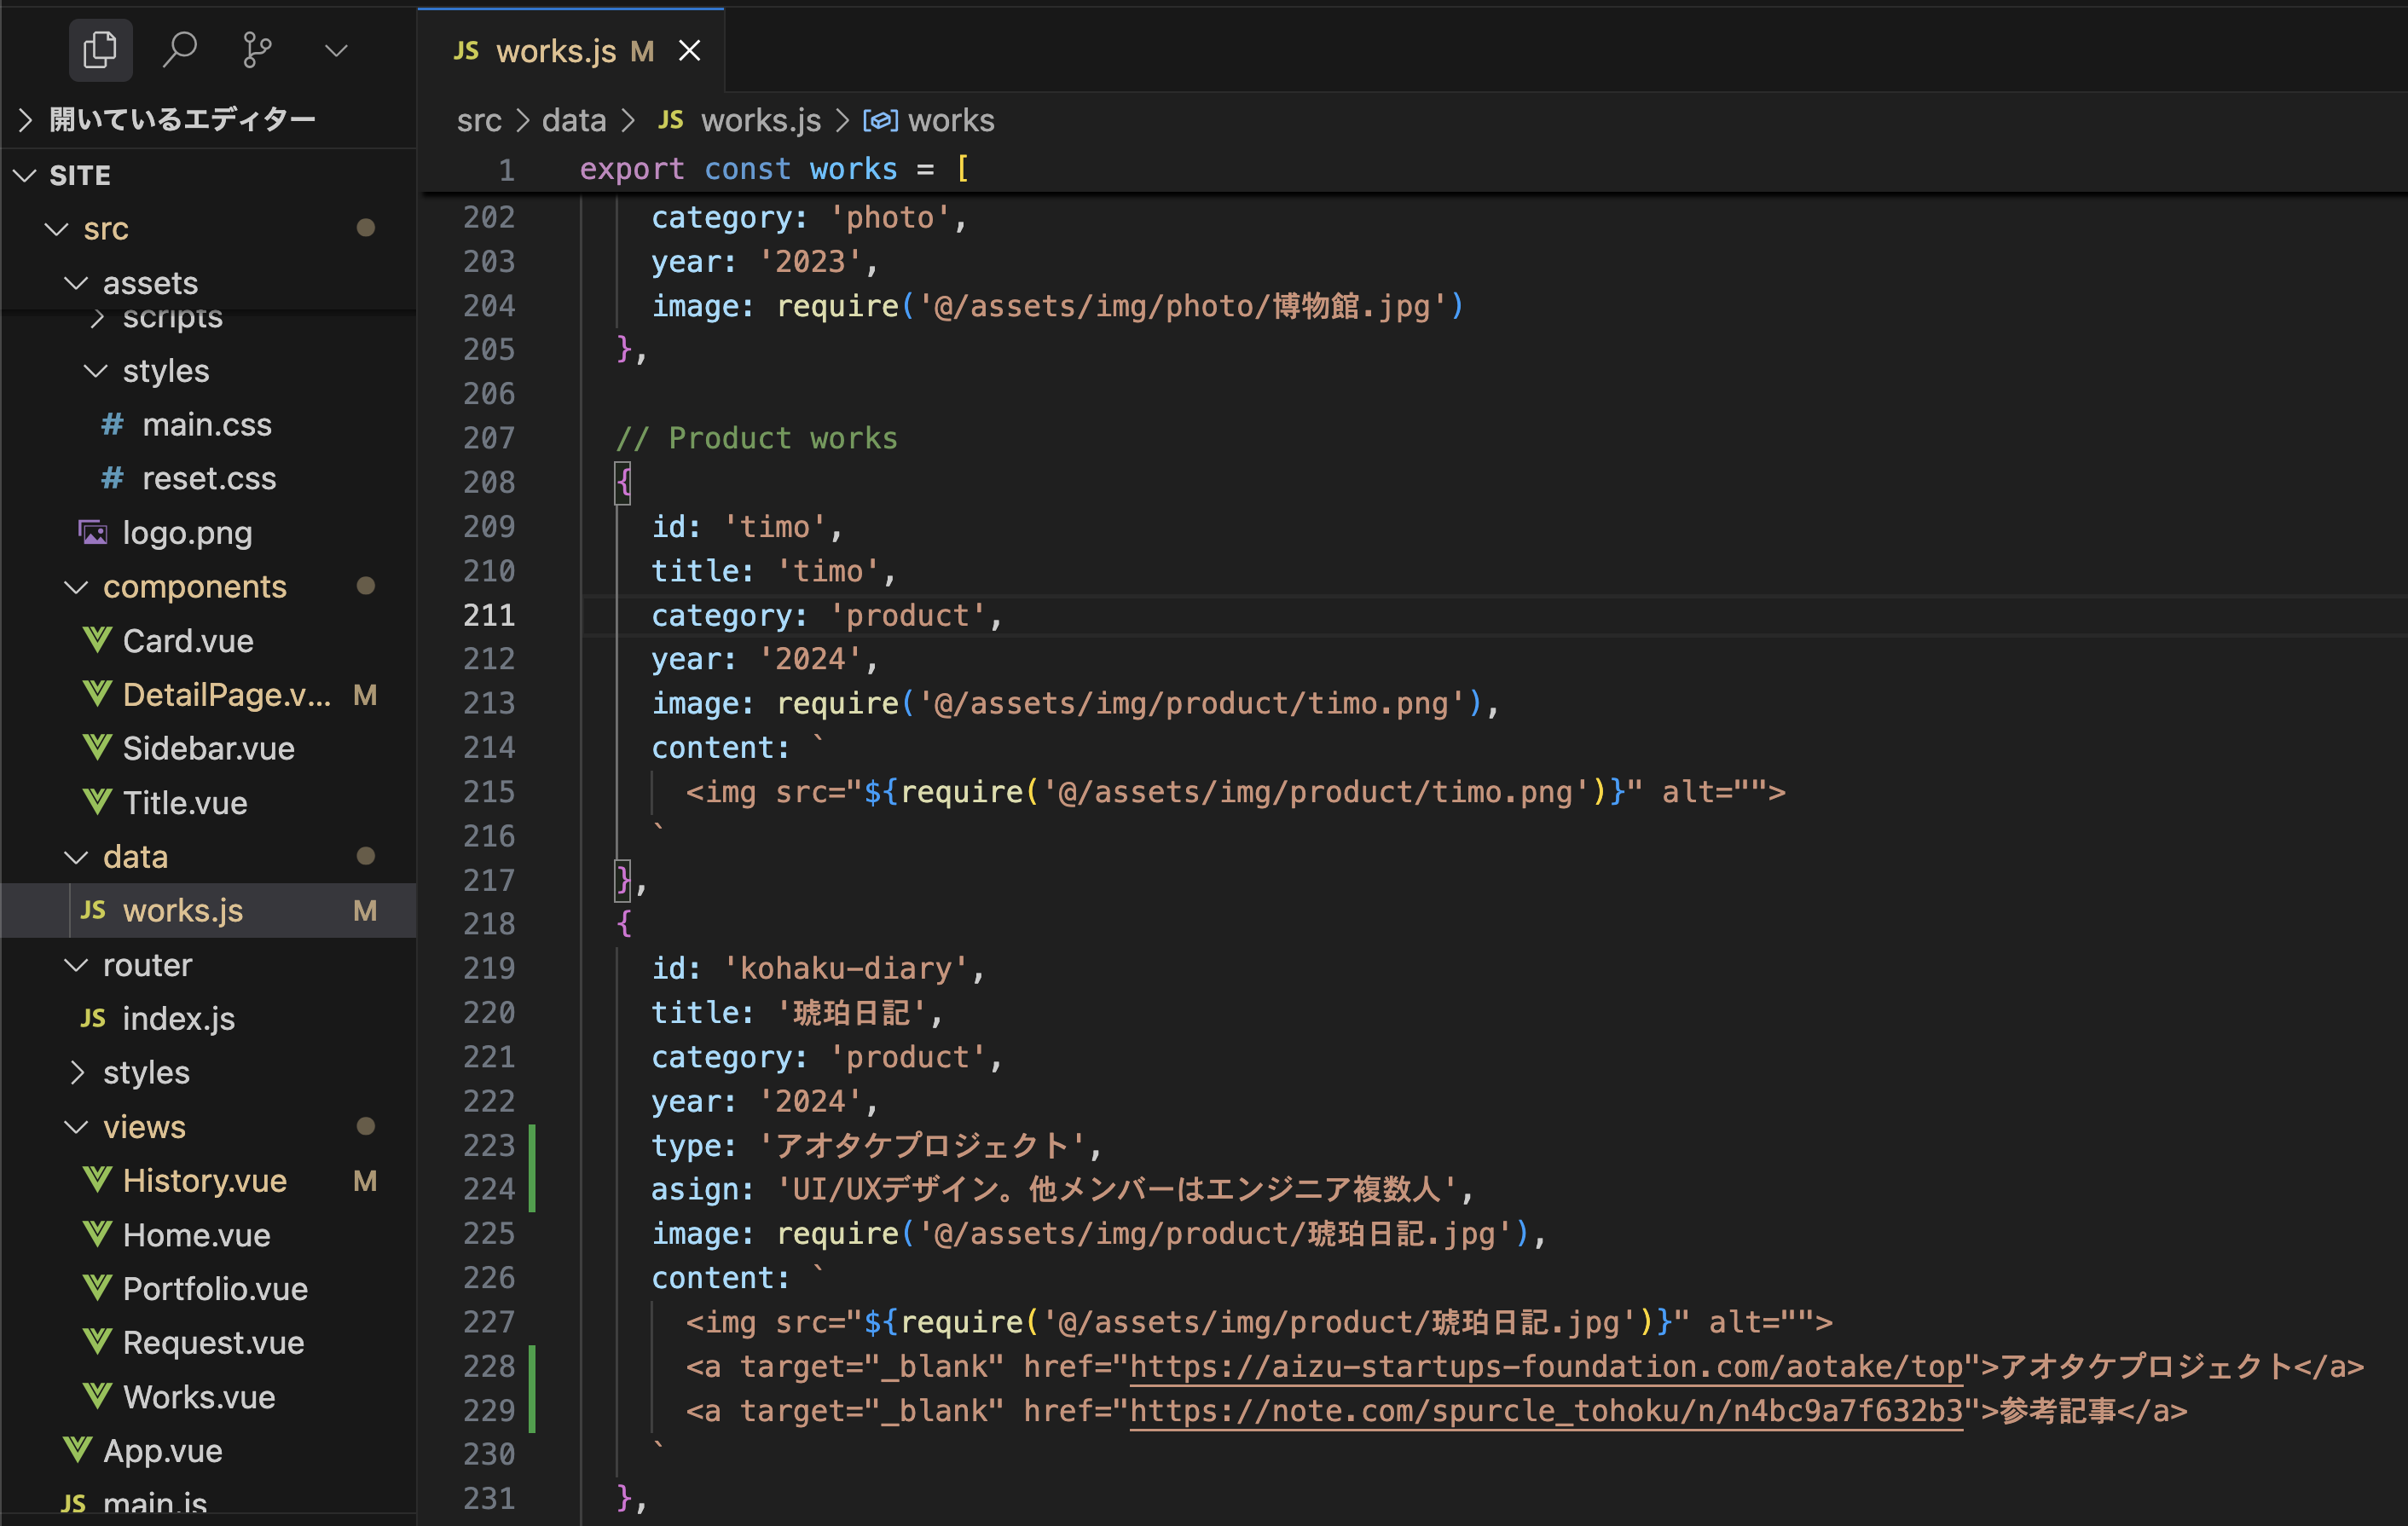 開いているエディター
SITE
src
assets
scripts
styles
main.css
reset.css
logo.png
components
Card.vue
DetailPage.v... M
Sidebar.vue
Title.vue
data
JS works.js M
router
JS index.js
styles
views
History.vue M
Home.vue
Portfolio.vue
Request.vue
Works.vue
App.vue
JS main.js
JS works.js M
src > data > JS works.js > works
1 export const works = [
202 category: 'photo',
203 year: '2023',
204 image: require('@/assets/img/photo/博物館.jpg')
205 },
206
207 // Product works
208 {
209 id: 'timo',
210 title: 'timo',
211 category: 'product',
212 year: '2024',
213 image: require('@/assets/img/product/timo.png'),
214 content: `
215 <img src="${require('@/assets/img/product/timo.png')}" alt="">
216 `
217 },
218 {
219 id: 'kohaku-diary',
220 title: '琥珀日記',
221 category: 'product',
222 year: '2024',
223 type: 'アオタケプロジェクト',
224 asign: 'UI/UXデザイン。他メンバーはエンジニア複数人',
225 image: require('@/assets/img/product/琥珀日記.jpg'),
226 content: `
227 <img src="${require('@/assets/img/product/琥珀日記.jpg')}" alt="">
228 <a target="_blank" href="https://aizu-startups-foundation.com/aotake/top">アオタケプロジェクト</a>
229 <a target="_blank" href="https://note.com/spurcle_tohoku/n/n4bc9a7f632b3">参考記事</a>
230 `
231 },